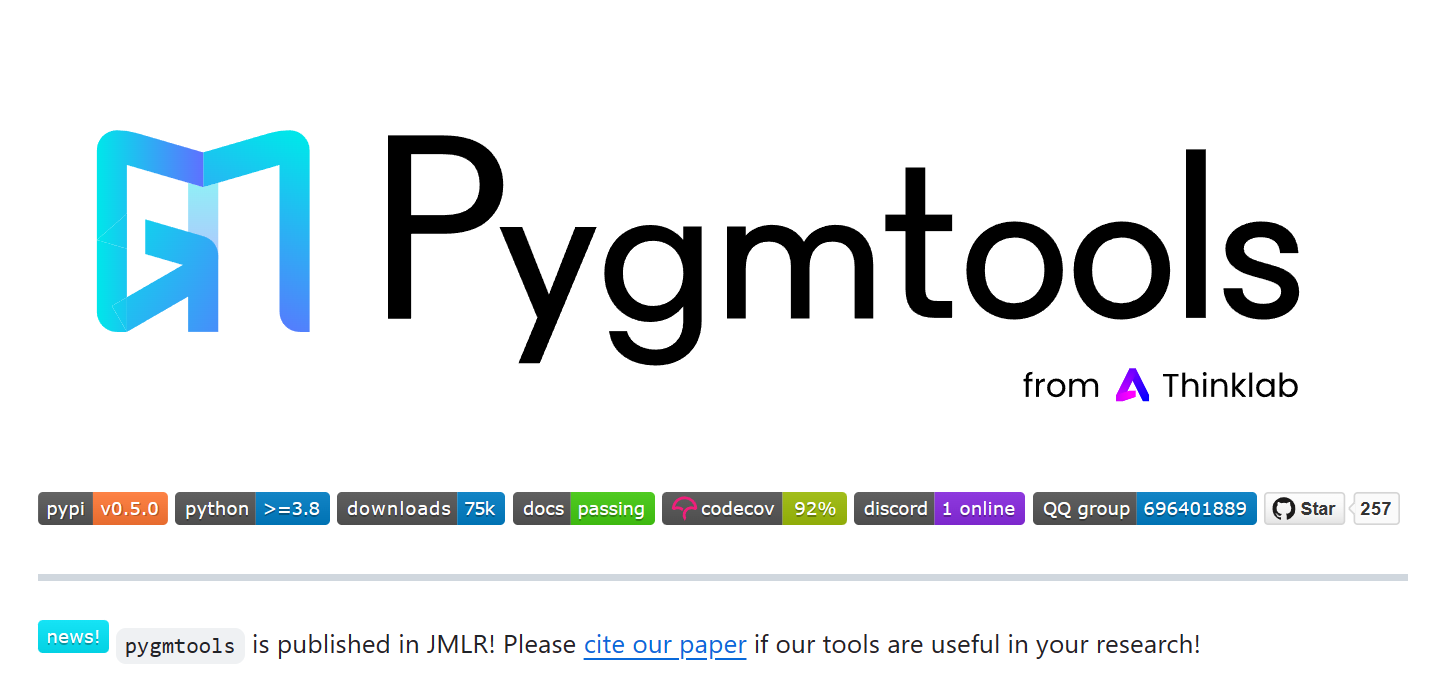 Pygmtools
from Thinklab
pypi v0.5.0 python >=3.8 downloads 75k docs passing codecov 92% discord 1 online QQ group 696401889 Star 257
news! pygmtools is published in JMLR! Please cite our paper if our tools are useful in your research!